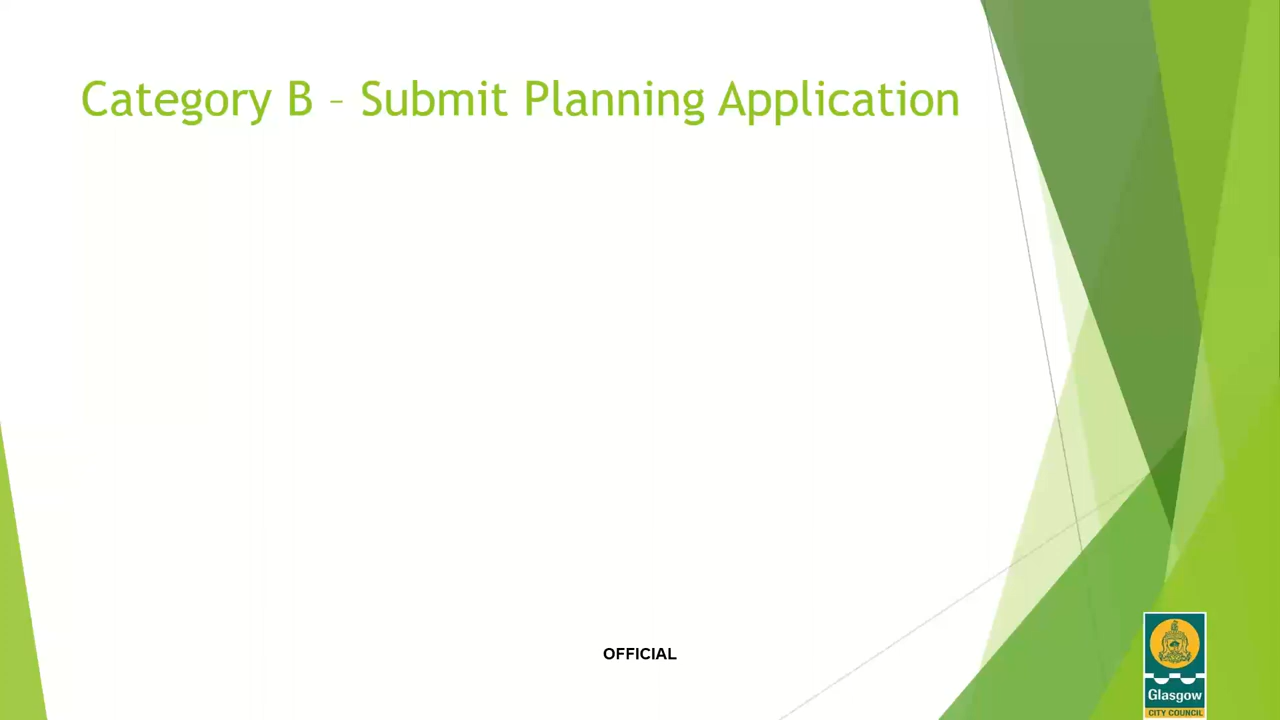 Category B – Submit Planning Application
OFFICIAL
Glasgow
CITY COUNCIL